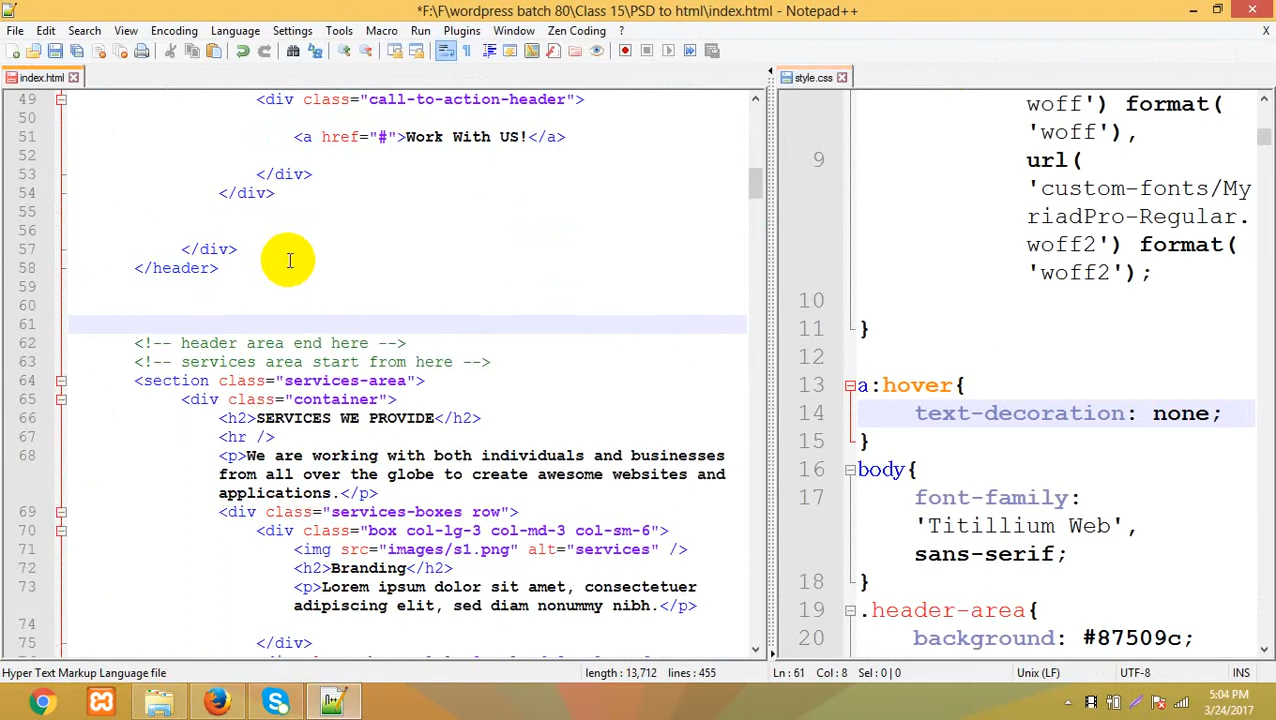 *F:\F\wordpress batch 80\Class 15\PSD to html\index.html - Notepad++
File Edit Search View Encoding Language Settings Tools Macro Run Plugins Window Zen Coding ? X
index.html
49 <div class="call-to-action-header">
50
51 <a href="#">Work With US!</a>
52
53 </div>
54 </div>
55
56
57 </div>
58 </header>
59
60
61
62 <!-- header area end here -->
63 <!-- services area start from here -->
64 <section class="services-area">
65 <div class="container">
66 <h2>SERVICES WE PROVIDE</h2>
67 <hr />
68 <p>We are working with both individuals and businesses
from all over the globe to create awesome websites and
applications.</p>
69 <div class="services-boxes row">
70 <div class="box col-lg-3 col-md-3 col-sm-6">
71 <img src="images/s1.png" alt="services" />
72 <h2>Branding</h2>
73 <p>Lorem ipsum dolor sit amet, consectetuer
adipiscing elit, sed diam nonummy nibh.</p>
74
75 </div>
style.css
woff') format(
'woff'),
9 url(
'custom-fonts/My
riadPro-Regular.
woff2') format(
'woff2');
10
11 }
12
13 a:hover{
14 text-decoration: none;
15 }
16 body{
17 font-family:
'Titillium Web',
sans-serif;
18 }
19 .header-area{
20 background: #87509c;
Hyper Text Markup Language file length : 13,712 lines : 455 Ln : 61 Col : 8 Sel : 0 | 0 Unix (LF) UTF-8 INS
5:04 PM
3/24/2017